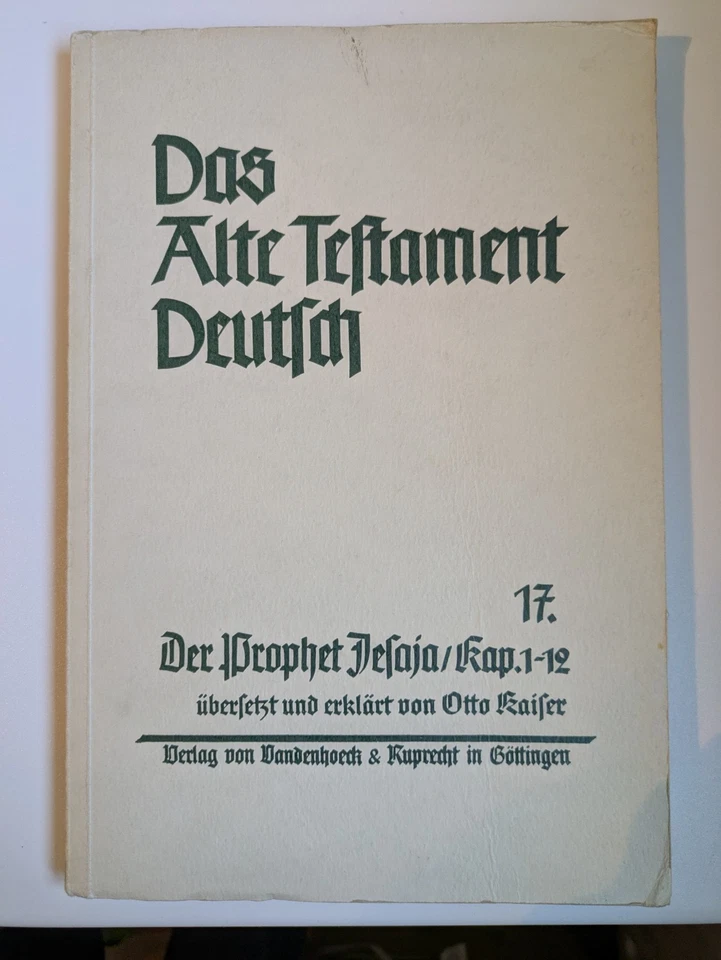 Das
Alte Testament
Deutsch
17.
Der Prophet Jesaja/Kap.1-12
übersetzt und erklärt von Otto Kaiser
Verlag von Vandenhoeck & Ruprecht in Göttingen